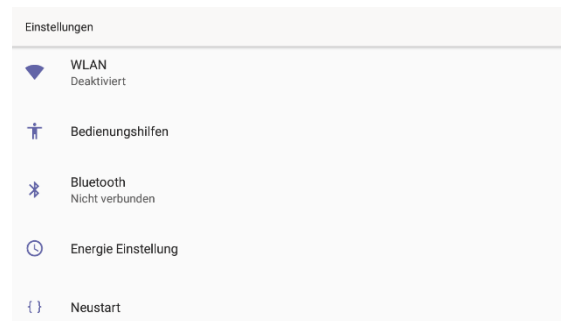 Einstellungen
WLAN
Deaktiviert
Bedienungshilfen
Bluetooth
Nicht verbunden
Energie Einstellung
Neustart